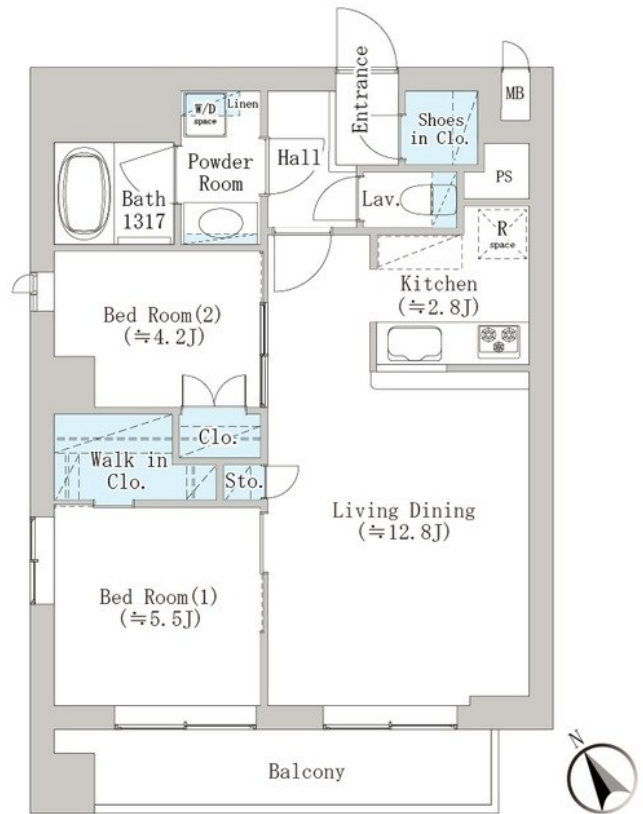 Entrance
MB
W/D
space
Linen
Shoes
in Clo.
Hall
Powder
Room
PS
Bath
1317
Lav.
R
space
Kitchen
(≒2.8J)
Bed Room(2)
(≒4.2J)
Clo.
Walk in
Clo.
Sto.
Living Dining
(≒12.8J)
Bed Room(1)
(≒5.5J)
Balcony
N